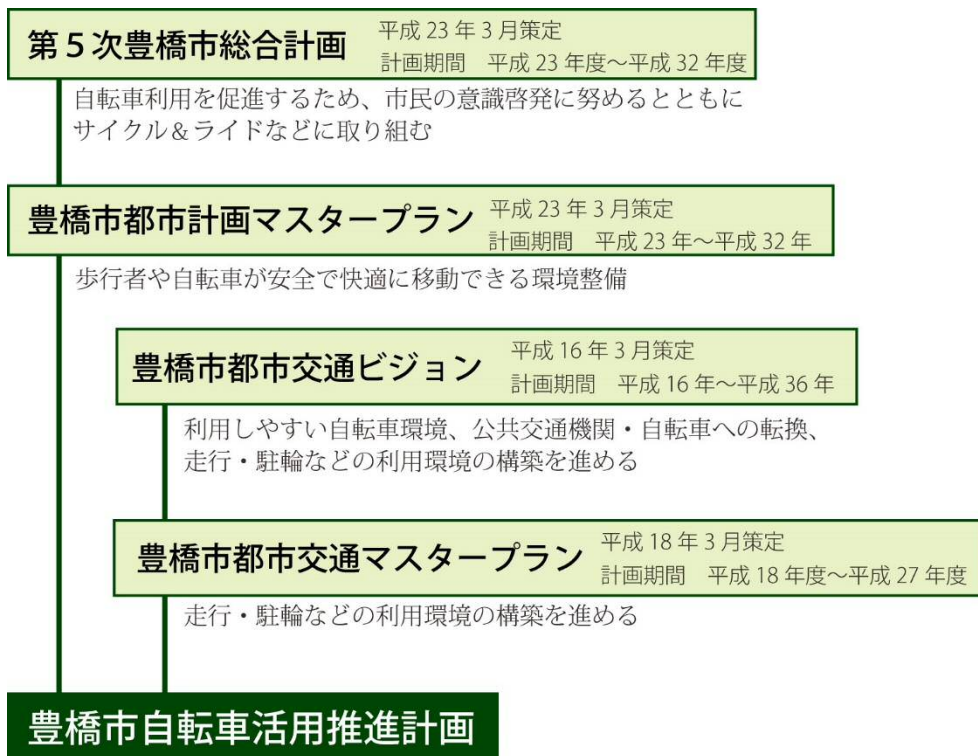 第５次豊橋市総合計画
平成 23 年 3 月策定
計画期間　平成 23 年度～平成 32 年度
自転車利用を促進するため、市民の意識啓発に努めるとともに
サイクル＆ライドなどに取り組む
豊橋市都市計画マスタープラン
平成 23 年 3 月策定
計画期間　平成 23 年～平成 32 年
歩行者や自転車が安全で快適に移動できる環境整備
豊橋市都市交通ビジョン
平成 16 年 3 月策定
計画期間　平成 16 年～平成 36 年
利用しやすい自転車環境、公共交通機関・自転車への転換、
走行・駐輪などの利用環境の構築を進める
豊橋市都市交通マスタープラン
平成 18 年 3 月策定
計画期間　平成 18 年度～平成 27 年度
走行・駐輪などの利用環境の構築を進める
豊橋市自転車活用推進計画